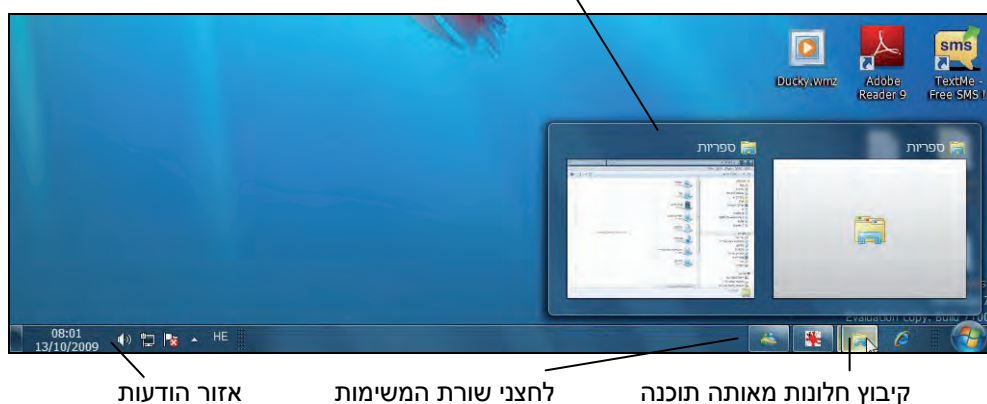 Ducky.wmz
Adobe
Reader 9
TextMe -
Free SMS !
sms
ספריות
ספריות
Evaluation copy. Build 7100
HE
08:01
13/10/2009
קיבוץ חלונות מאותה תוכנה
לחצני שורת המשימות
אזור הודעות